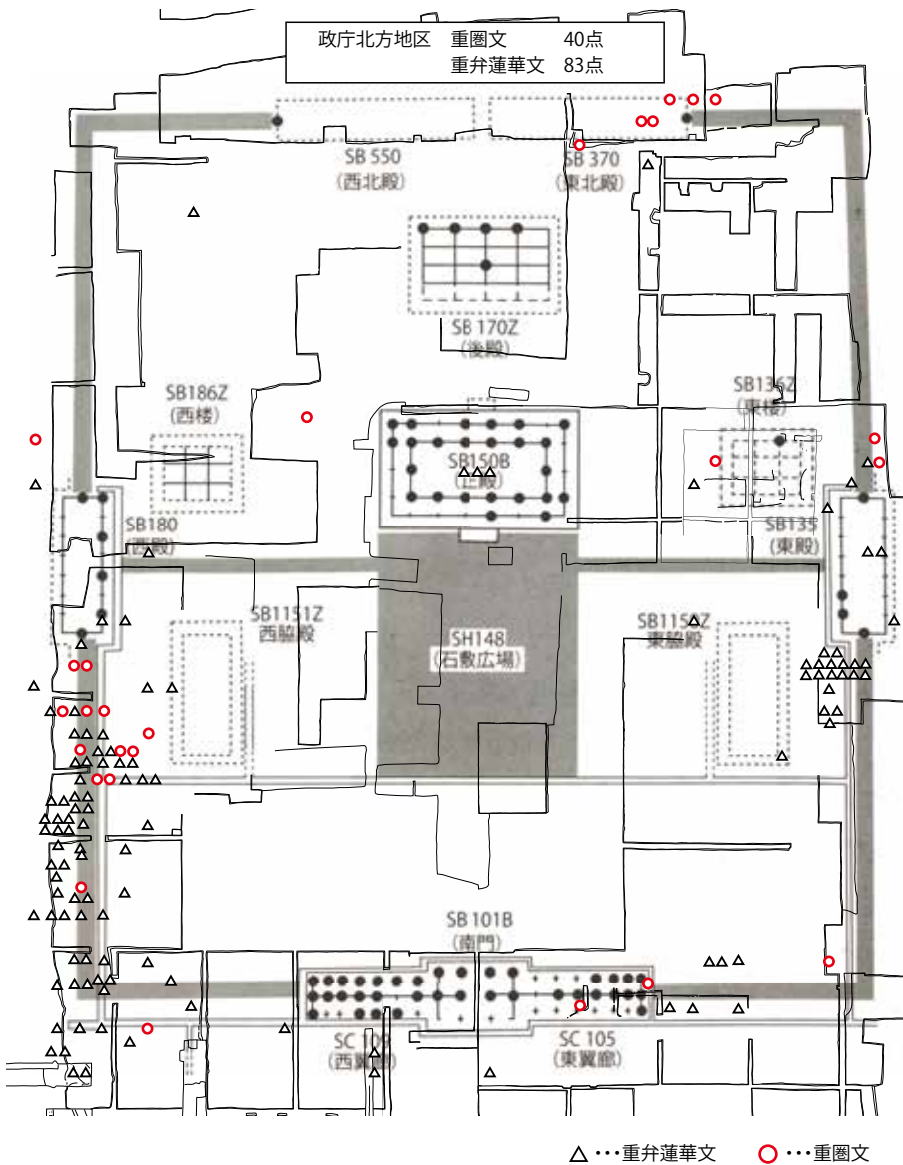 政庁北方地区 重圏文 40点
重弁蓮華文 83点
SB 550
(西北殿)
SB 370
(東北殿)
SB 170Z
(後殿)
SB186Z
(西楼)
SB136Z
(東楼)
SB150B
(正殿)
SB180
(西殿)
SB135
(東殿)
SB1151Z
西脇殿
SH148
(石敷広場)
SB1150Z
東脇殿
SB 101B
(南門)
SC 109
(西翼廊)
SC 105
(東翼廊)
△…重弁蓮華文 ○…重圏文